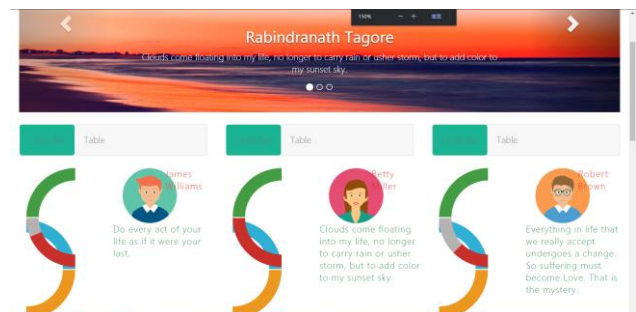 150%
Rabindranath Tagore
Clouds come floating into my life, no longer to carry rain or usher storm, but to add color to
my sunset sky.
Table
Table
Table
James
Williams
Do every act of your
life as if it were your
last.
Betty
Miller
Clouds come floating
into my life, no longer
to carry rain or usher
storm, but to add color
to my sunset sky.
Robert
Brown
Everything in life that
we really accept
undergoes a change.
So suffering must
become Love. That is
the mystery.